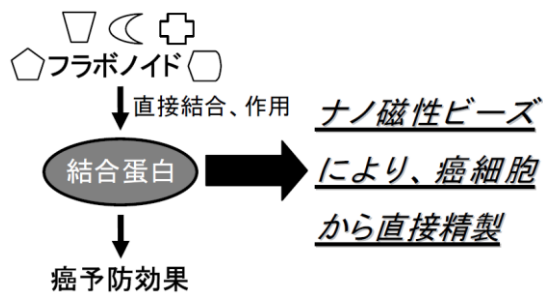 フラボノイド
直接結合、作用
結合蛋白
癌予防効果
ナノ磁性ビーズ
により、癌細胞
から直接精製